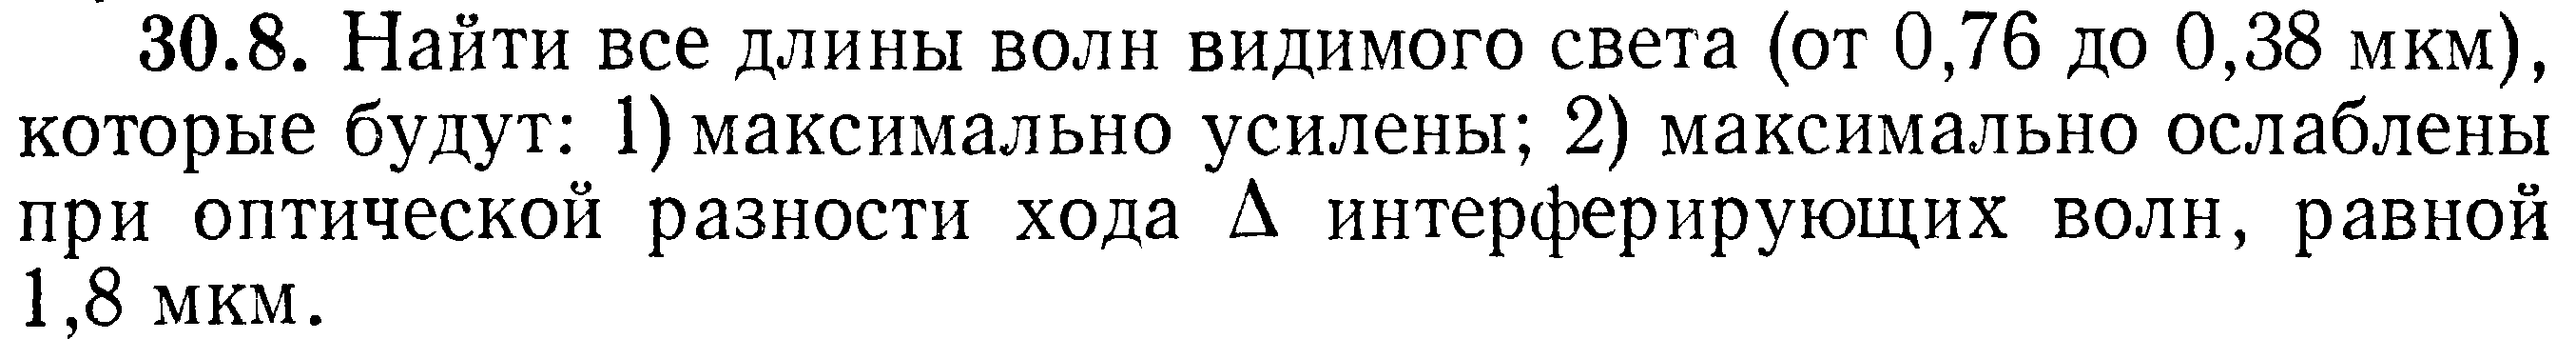 30.8. Найти все длины волн видимого света (от 0,76 до 0,38 мкм),
которые будут: 1) максимально усилены; 2) максимально ослаблены
при оптической разности хода Δ интерферирующих волн, равной
1,8 мкм.